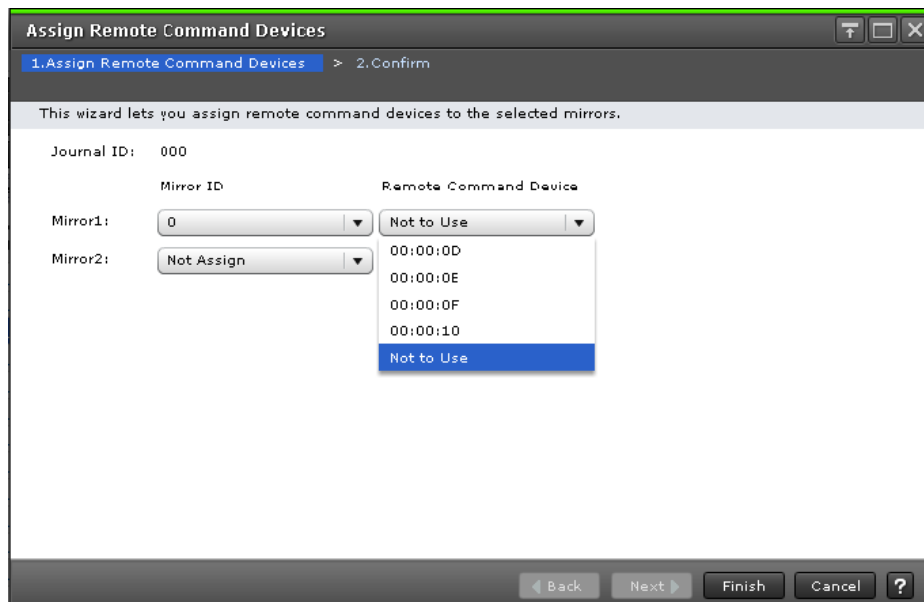 Assign Remote Command Devices
1.Assign Remote Command Devices > 2.Confirm
This wizard lets you assign remote command devices to the selected mirrors.
Journal ID: 000
Mirror ID Remote Command Device
Mirror1: 0 Not to Use
00:00:0D
Mirror2: Not Assign
00:00:0E
00:00:0F
00:00:10
Not to Use
Back Next Finish Cancel ?